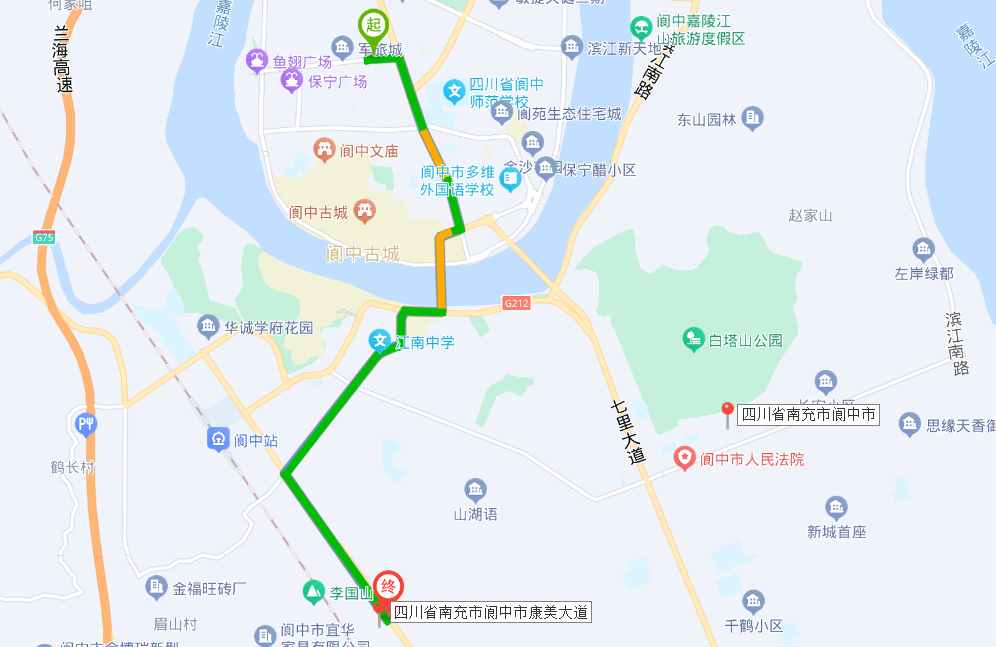 何家咀
嘉陵江
兰海高速
起
军旅城
鱼翅广场
保宁广场
四川省阆中
师范学校
阆苑生态住宅城
滨江新天地
阆中嘉陵江
山旅游度假区
滨江南路
嘉陵江
东山园林
阆中文庙
阆中市多维
外国语学校
保宁醋小区
阆中古城
阆中古城
赵家山
左岸绿都
G75
G212
华诚学府花园
江南中学
白塔山公园
滨江南路
四川省南充市阆中市
思缘天香御
七里大道
阆中市人民法院
阆中站
鹤长村
山湖语
新城首座
金福旺砖厂
李国山
终
四川省南充市阆中市康美大道
眉山村
阆中市宜华
家具有限公司
千鹤小区